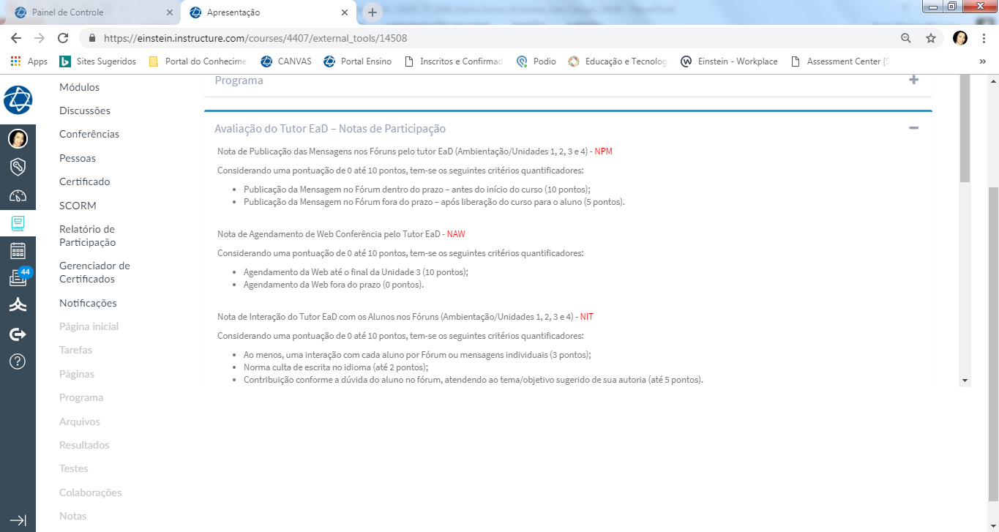 Painel de Controle
Apresentação
https://einstein.instructure.com/courses/4407/external_tools/14508
Apps
Sites Sugeridos
Portal do Conhecime
CANVAS
Portal Ensino
Inscritos e Confirmad
Podio
Educação e Tecnolog
Einstein - Workplace
Assessment Center [S
»
Módulos
Discussões
Conferências
Pessoas
Certificado
SCORM
Relatório de
Participação
Gerenciador de
Certificados
Notificações
Página inicial
Tarefas
Páginas
Programa
Arquivos
Resultados
Testes
Colaborações
Notas
44
Programa
Avaliação do Tutor EaD – Notas de Participação
Nota de Publicação das Mensagens nos Fóruns pelo tutor EaD (Ambientação/Unidades 1, 2, 3 e 4) - NPM
Considerando uma pontuação de 0 até 10 pontos, tem-se os seguintes critérios quantificadores:
• Publicação da Mensagem no Fórum dentro do prazo – antes do início do curso (10 pontos);
• Publicação da Mensagem no Fórum fora do prazo – após liberação do curso para o aluno (5 pontos).
Nota de Agendamento de Web Conferência pelo Tutor EaD - NAW
Considerando uma pontuação de 0 até 10 pontos, tem-se os seguintes critérios quantificadores:
• Agendamento da Web até o final da Unidade 3 (10 pontos);
• Agendamento da Web fora do prazo (0 pontos).
Nota de Interação do Tutor EaD com os Alunos nos Fóruns (Ambientação/Unidades 1, 2, 3 e 4) - NIT
Considerando uma pontuação de 0 até 10 pontos, tem-se os seguintes critérios quantificadores:
• Ao menos, uma interação com cada aluno por Fórum ou mensagens individuais (3 pontos);
• Norma culta de escrita no idioma (até 2 pontos);
• Contribuição conforme a dúvida do aluno no fórum, atendendo ao tema/objetivo sugerido de sua autoria (até 5 pontos).